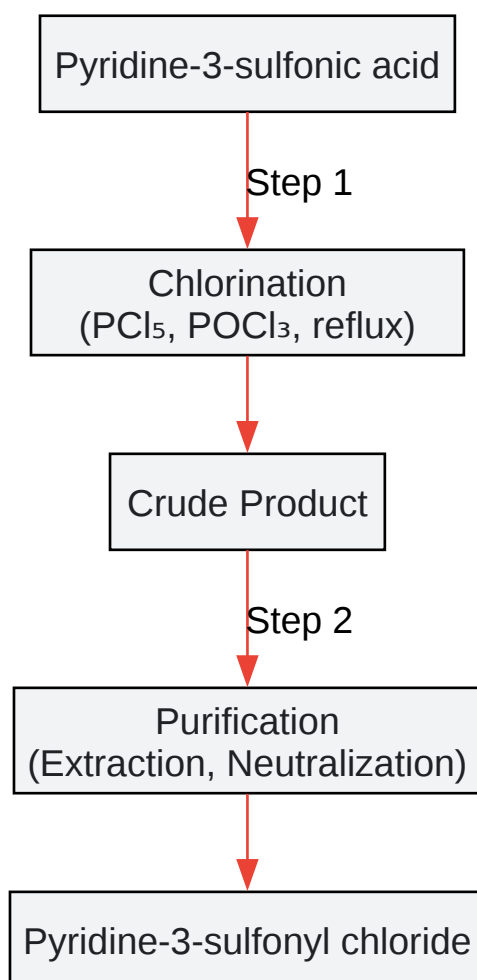 Pyridine-3-sulfonic acid
Step 1
Chlorination
(PCl₅, POCl₃, reflux)
Crude Product
Step 2
Purification
(Extraction, Neutralization)
Pyridine-3-sulfonyl chloride